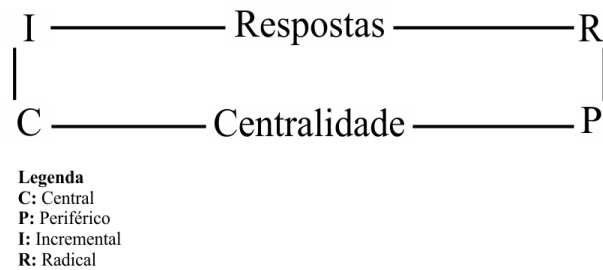 I Respostas R
C Centralidade P
Legenda
C: Central
P: Periférico
I: Incremental
R: Radical